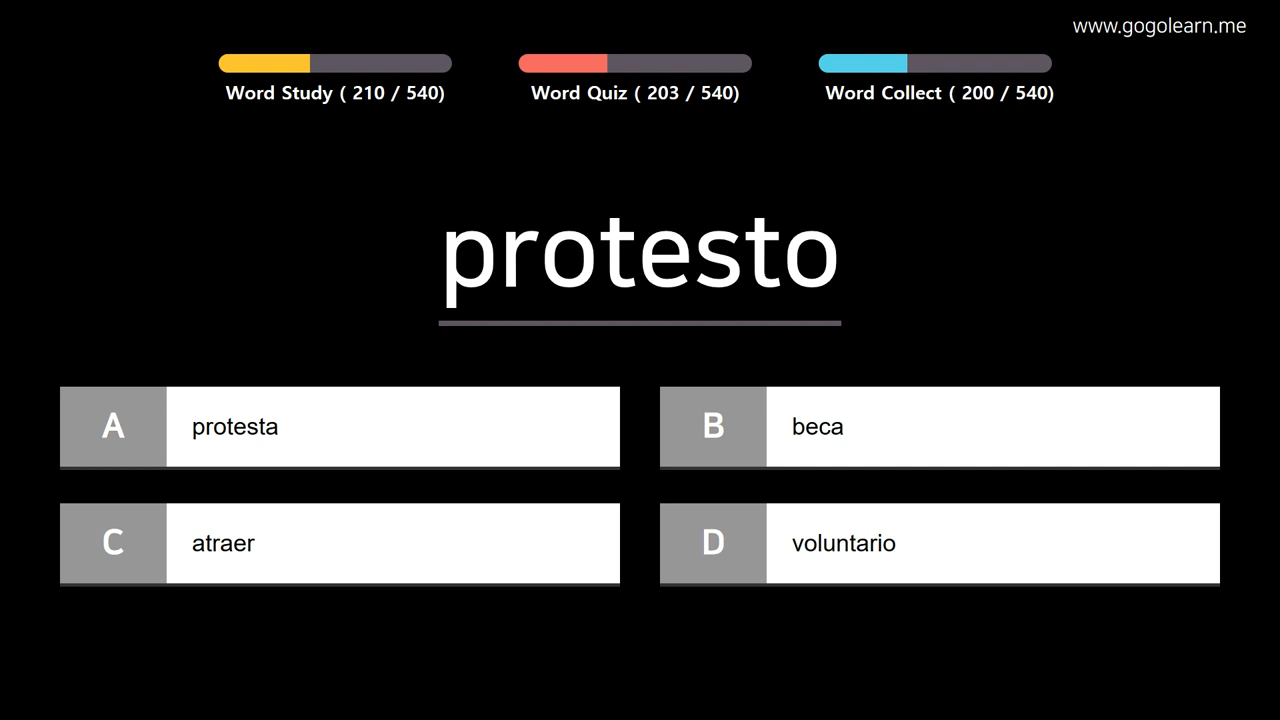 www.gogolearn.me
Word Study ( 210 / 540)
Word Quiz ( 203 / 540)
Word Collect ( 200 / 540)
protesto
A protesta
B beca
C atraer
D voluntario